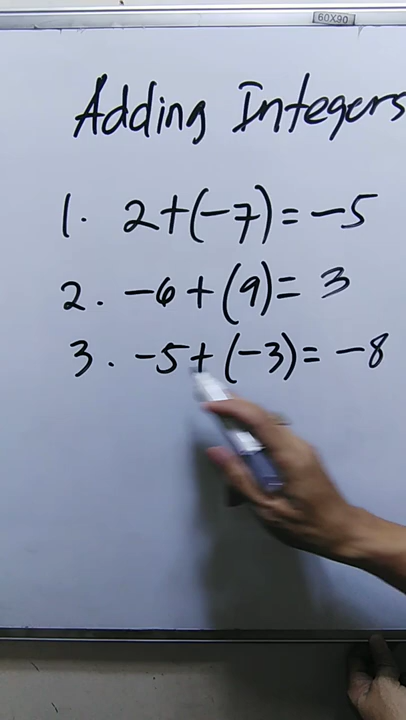 60X90
Adding Integers
1. 2+(-7)=-5
2. -6+(9)=3
3. -5+(-3)=-8